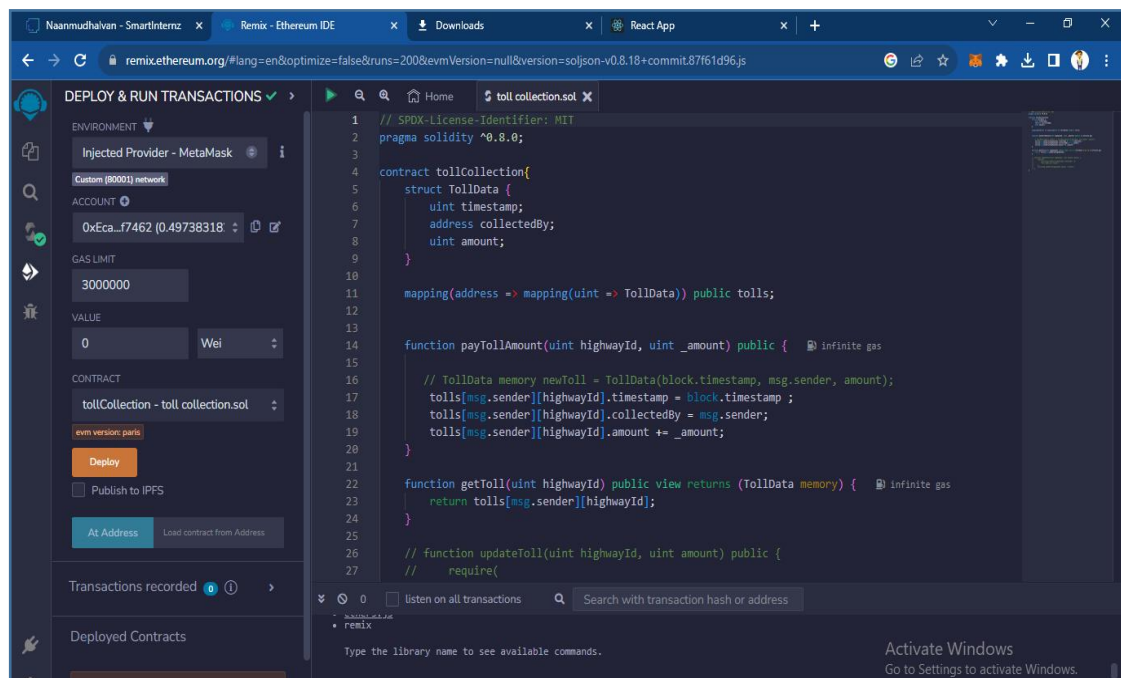 Naanmudhalvan - SmartInternz
Remix - Ethereum IDE
Downloads
React App
remix.ethereum.org/#lang=en&optimize=false&runs=200&evmVersion=null&version=soljson-v0.8.18+commit.87f61d96.js
DEPLOY & RUN TRANSACTIONS
ENVIRONMENT
Injected Provider - MetaMask
Custom (80001) network
ACCOUNT
0xEca...f7462 (0.49738318
GAS LIMIT
3000000
VALUE
0 Wei
CONTRACT
tollCollection - toll collection.sol
evm version: paris
Deploy
Publish to IPFS
At Address Load contract from Address
Transactions recorded 0 i
Deployed Contracts
Home toll collection.sol
1 // SPDX-License-Identifier: MIT
2 pragma solidity ^0.8.0;
3
4 contract tollCollection{
5 struct TollData {
6 uint timestamp;
7 address collectedBy;
8 uint amount;
9 }
10
11 mapping(address => mapping(uint => TollData)) public tolls;
12
13
14 function payTollAmount(uint highwayId, uint _amount) public { infinite gas
15
16 // TollData memory newToll = TollData(block.timestamp, msg.sender, amount);
17 tolls[msg.sender][highwayId].timestamp = block.timestamp ;
18 tolls[msg.sender][highwayId].collectedBy = msg.sender;
19 tolls[msg.sender][highwayId].amount += _amount;
20 }
21
22 function getToll(uint highwayId) public view returns (TollData memory) { infinite gas
23 return tolls[msg.sender][highwayId];
24 }
25
26 // function updateToll(uint highwayId, uint amount) public {
27 // require(
0 listen on all transactions Search with transaction hash or address
remix
Type the library name to see available commands.
Activate Windows
Go to Settings to activate Windows.